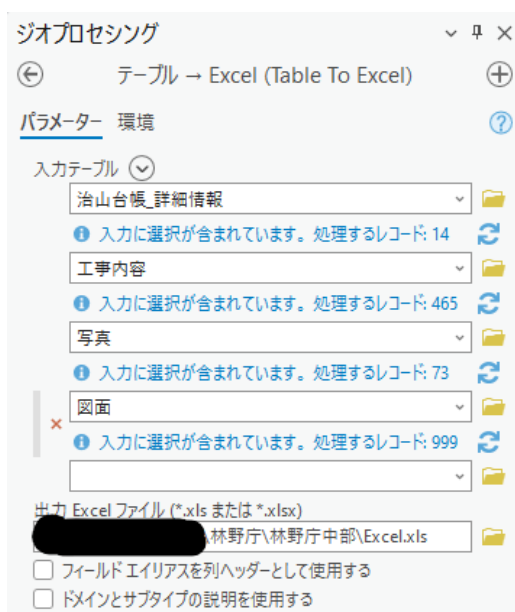 ジオプロセシング
テーブル → Excel (Table To Excel)
パラメーター 環境
入力テーブル
治山台帳_詳細情報
入力に選択が含まれています。処理するレコード: 14
工事内容
入力に選択が含まれています。処理するレコード: 465
写真
入力に選択が含まれています。処理するレコード: 73
図面
入力に選択が含まれています。処理するレコード: 999
出力 Excel ファイル (*.xls または *.xlsx)
\林野庁\林野庁中部\Excel.xls
フィールド エイリアスを列ヘッダーとして使用する
ドメインとサブタイプの説明を使用する